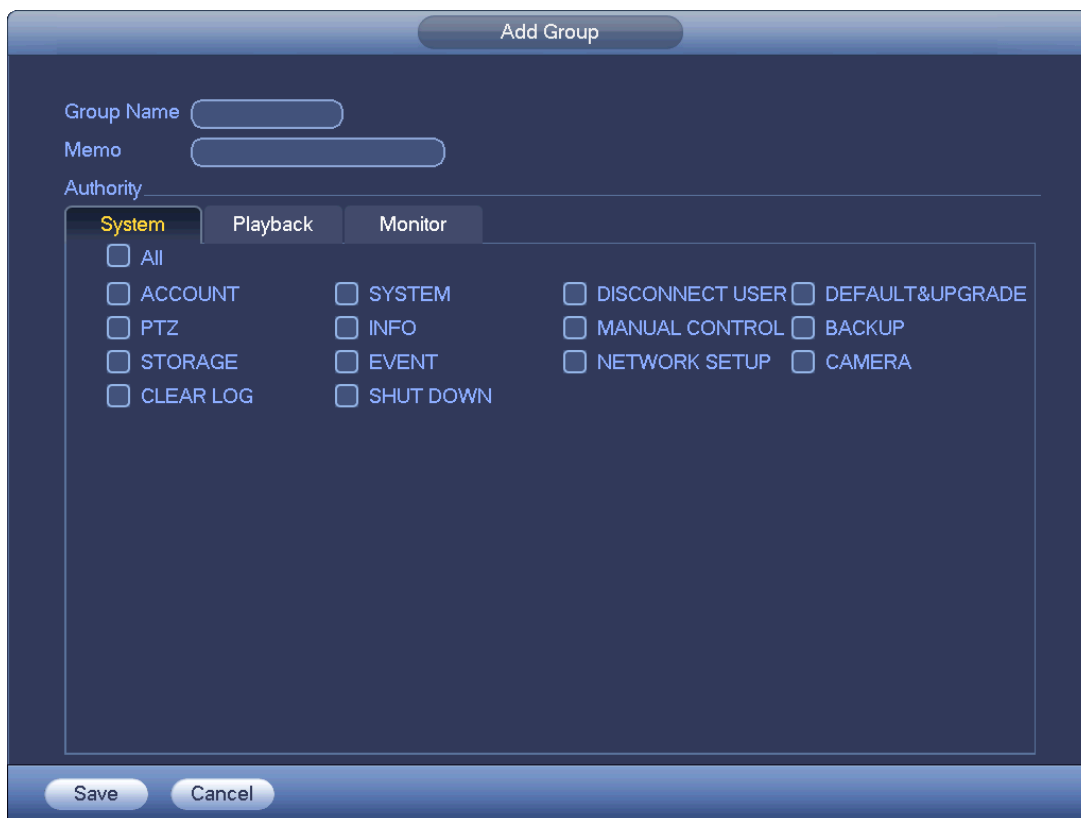 Add Group
Group Name
Memo
Authority
System Playback Monitor
All
ACCOUNT SYSTEM DISCONNECT USER DEFAULT&UPGRADE
PTZ INFO MANUAL CONTROL BACKUP
STORAGE EVENT NETWORK SETUP CAMERA
CLEAR LOG SHUT DOWN
Save Cancel